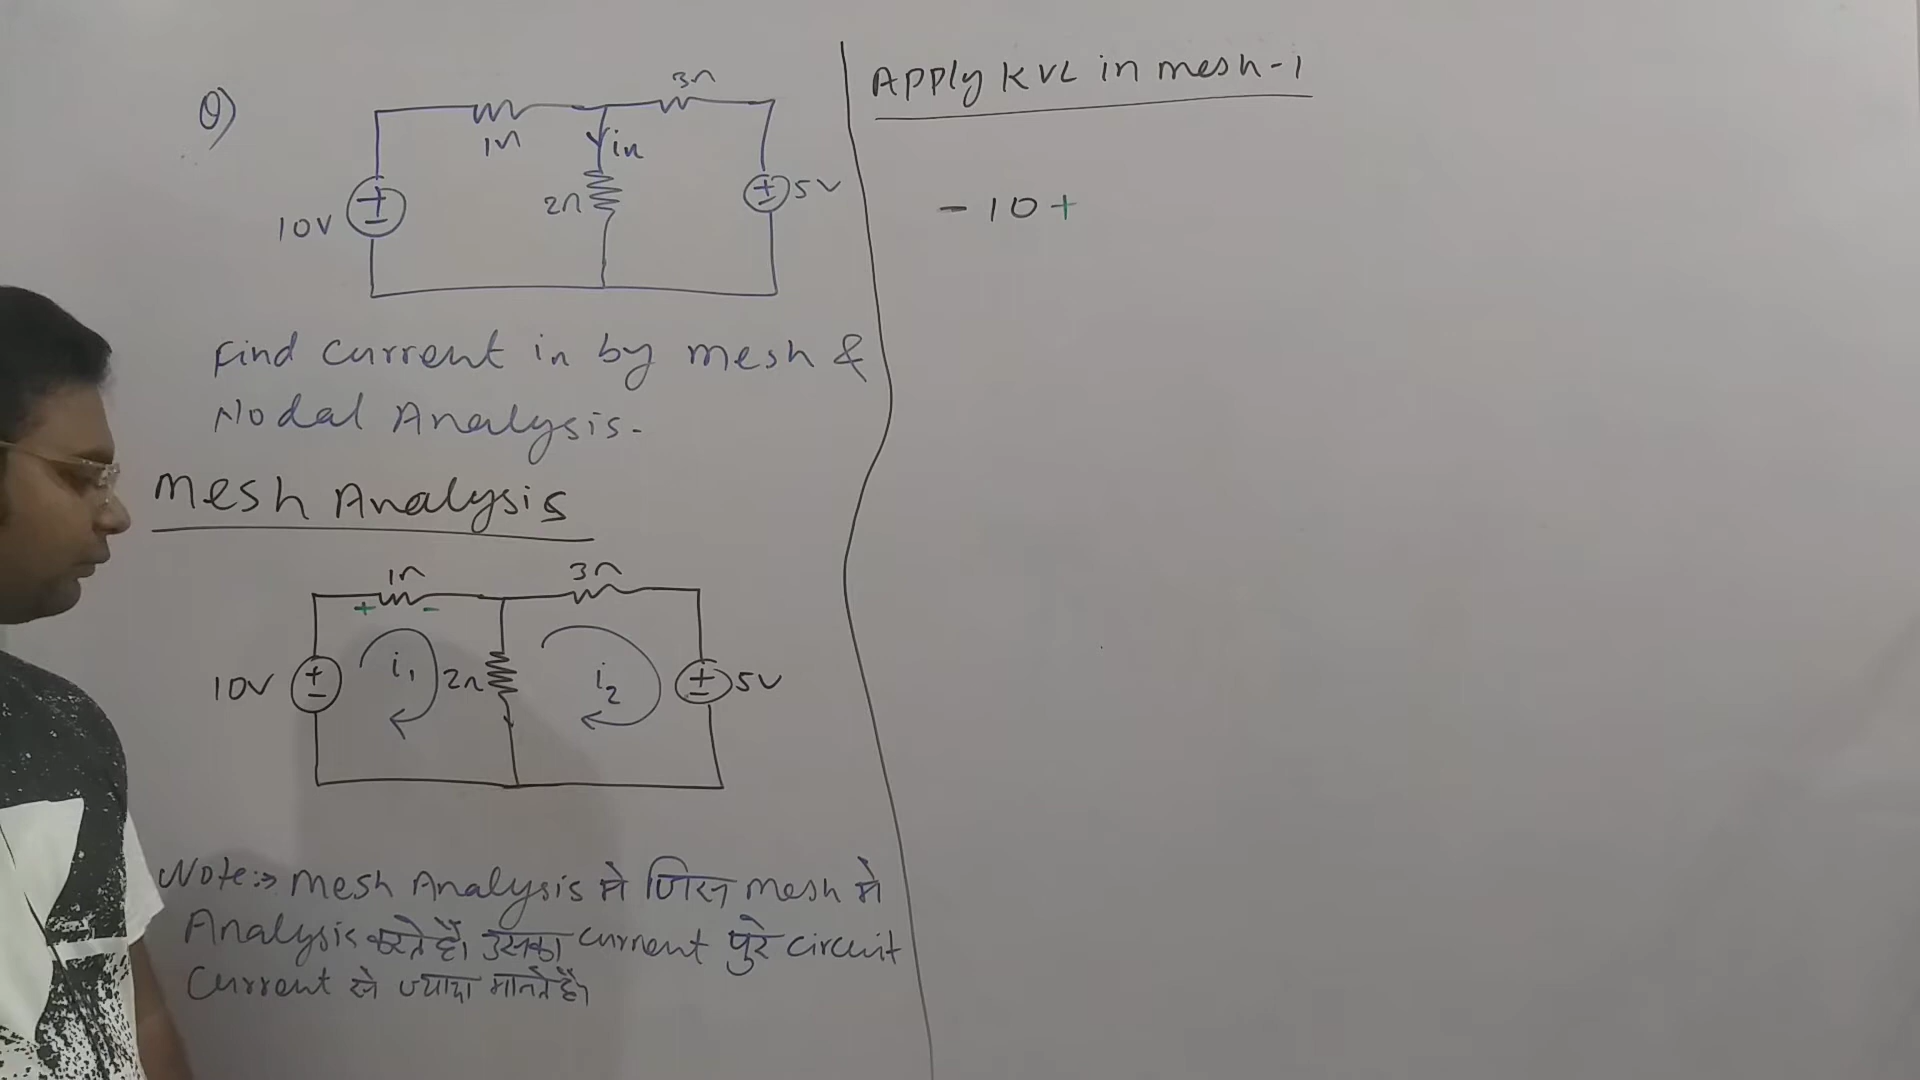 Q)
3Ω
1Ω
in
2Ω
5V
10V
Find current in by mesh &
Nodal Analysis.
Mesh Analysis
1Ω
3Ω
+ -
10V
i1
2Ω
i2
5V
Note:⇒ Mesh Analysis में जिस mesh में
Analysis करते हैं। उसका current पुरे circuit
Current से ज्यादा मानते हैं।
Apply KVL in mesh-1
-10+